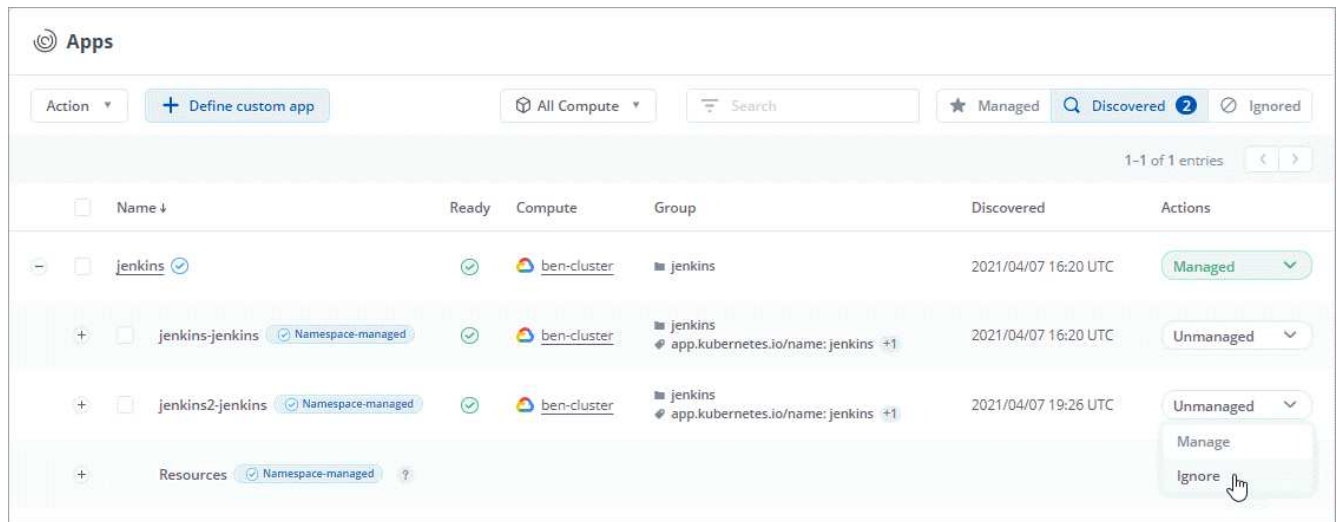 Apps
Action ▼ + Define custom app All Compute ▼ Search Managed Discovered 2 Ignored
1–1 of 1 entries < >
Name ↓ Ready Compute Group Discovered Actions
jenkins ben-cluster jenkins 2021/04/07 16:20 UTC Managed
jenkins-jenkins Namespace-managed ben-cluster jenkins 2021/04/07 16:20 UTC Unmanaged
app.kubernetes.io/name: jenkins +1
jenkins2-jenkins Namespace-managed ben-cluster jenkins 2021/04/07 19:26 UTC Unmanaged
app.kubernetes.io/name: jenkins +1
Manage
Resources Namespace-managed ? Ignore